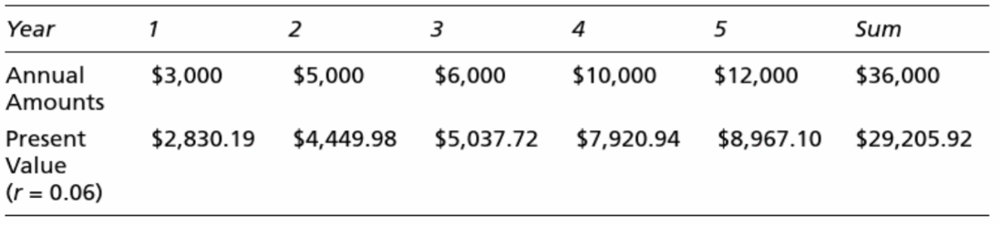 Year 1 2 3 4 5 Sum
Annual $3,000 $5,000 $6,000 $10,000 $12,000 $36,000
Amounts
Present $2,830.19 $4,449.98 $5,037.72 $7,920.94 $8,967.10 $29,205.92
Value
(r = 0.06)